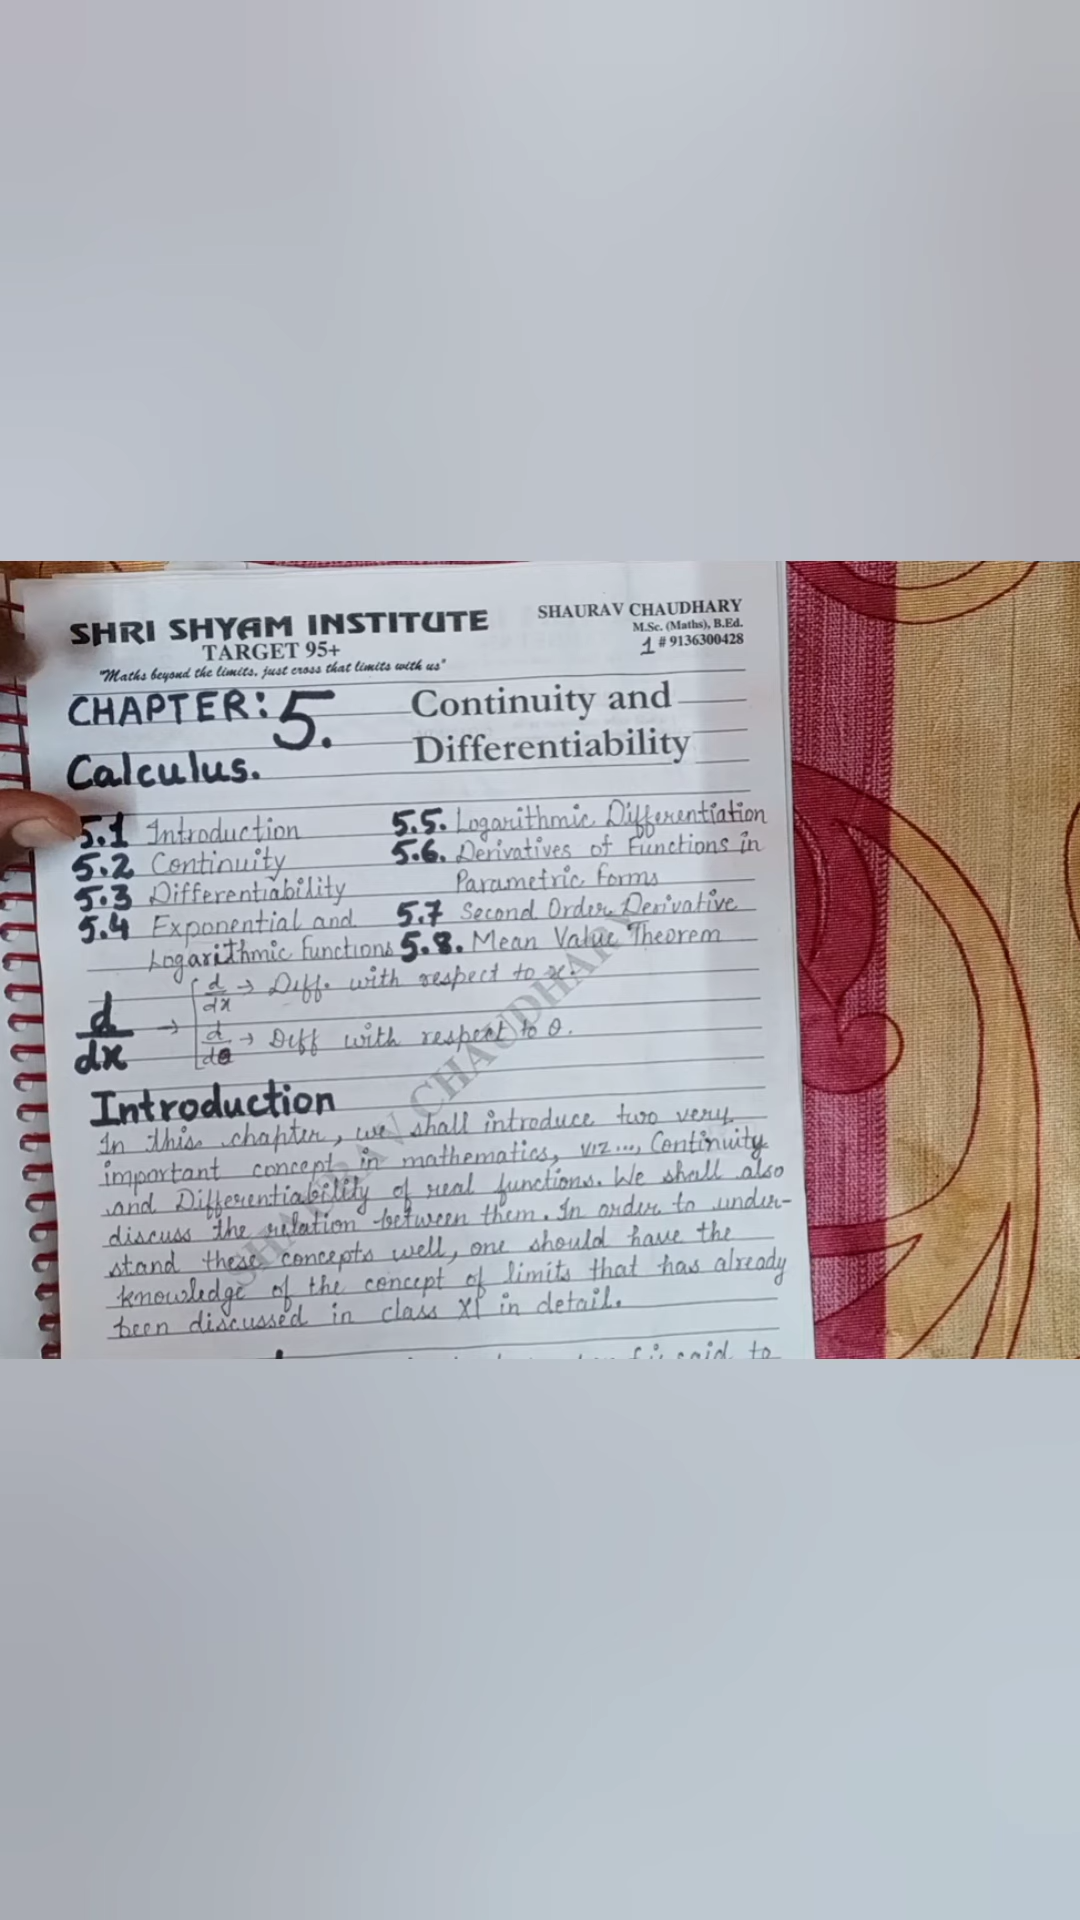 SHRI SHYAM INSTITUTE
TARGET 95+
"Maths beyond the limits, just cross that limits with us"
SHAURAV CHAUDHARY
M.Sc. (Maths), B.Ed.
1 # 9136300428
CHAPTER: 5.
Calculus.
Continuity and
Differentiability
5.1 Introduction
5.2 Continuity
5.3 Differentiability
5.4 Exponential and
Logarithmic Functions
5.5. Logarithmic Differentiation
5.6. Derivatives of Functions in
Parametric Forms
5.7 Second Order Derivative
5.8. Mean Value Theorem
d/dx → d/dx → Diff. with respect to x.
d/dθ → Diff with respect to θ.
Introduction
In this chapter, we shall introduce two very
important concept in mathematics, viz..., Continuity
and Differentiability of real functions. We shall also
discuss the relation between them. In order to under-
stand these concepts well, one should have the
knowledge of the concept of limits that has already
been discussed in class XI in detail.
said to
SHAURAV CHAUDHARY